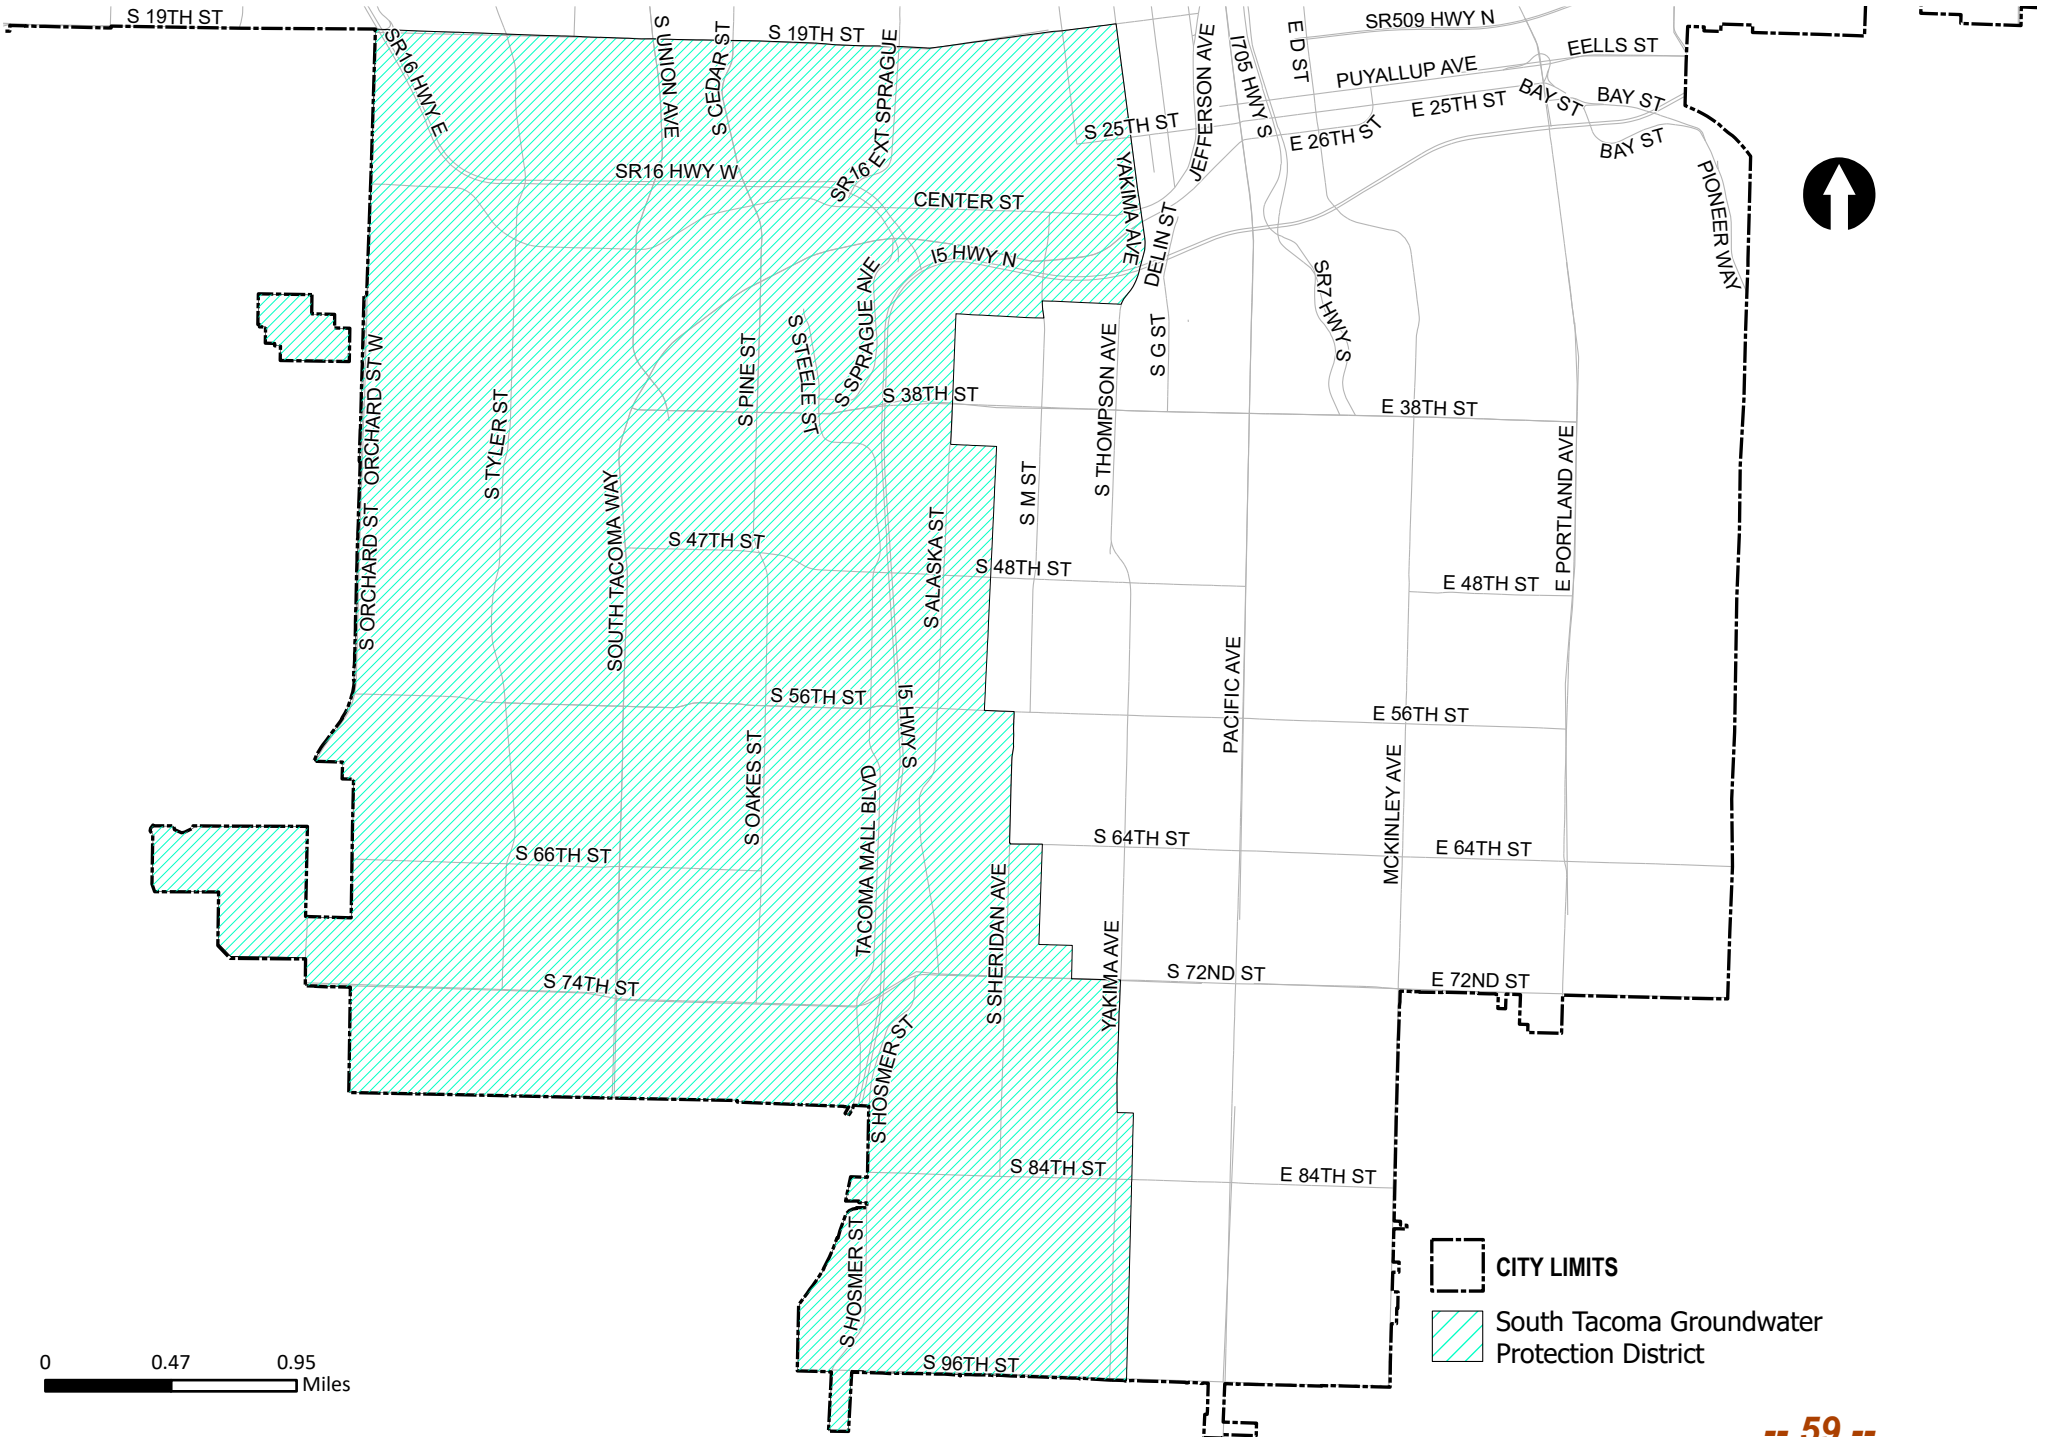 S 19TH ST
SR16 HWY E
S UNION AVE
S CEDAR ST
S 19TH ST
SR16 EXT SPRAGUE
JEFFERSON AVE
I705 HWY S
E D ST
SR509 HWY N
EELLS ST
PUYALLUP AVE
BAY ST
BAY ST
E 25TH ST
S 25TH ST
E 26TH ST
BAY ST
PIONEER WAY
SR16 HWY W
CENTER ST
YAKIMA AVE
DELIN ST
I5 HWY N
SR7 HWY S
S SPRAGUE AVE
S STEELE ST
S PINE ST
ORCHARD ST W
S TYLER ST
S 38TH ST
S THOMPSON AVE
S G ST
E 38TH ST
E PORTLAND AVE
S M ST
S ORCHARD ST
SOUTH TACOMA WAY
S 47TH ST
S ALASKA ST
S 48TH ST
E 48TH ST
S 56TH ST
I5 HWY S
PACIFIC AVE
E 56TH ST
S OAKES ST
TACOMA MALL BLVD
MCKINLEY AVE
S 66TH ST
S 64TH ST
E 64TH ST
S SHERIDAN AVE
YAKIMA AVE
S 74TH ST
S 72ND ST
E 72ND ST
S HOSMER ST
S 84TH ST
E 84TH ST
S HOSMER ST
S 96TH ST
CITY LIMITS
South Tacoma Groundwater
Protection District
0 0.47 0.95
Miles
-- 59 --